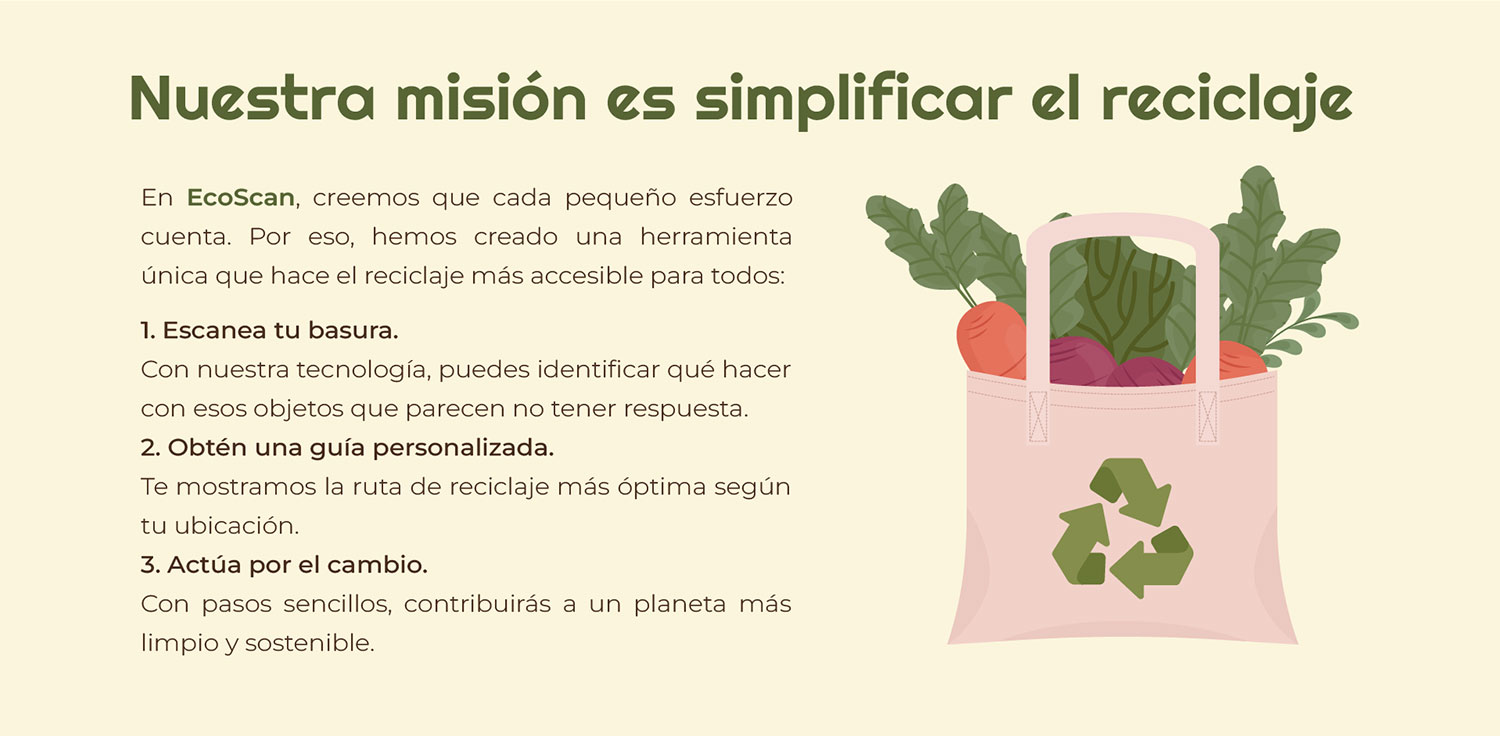 Nuestra misión es simplificar el reciclaje
En EcoScan, creemos que cada pequeño esfuerzo
cuenta. Por eso, hemos creado una herramienta
única que hace el reciclaje más accesible para todos:
1. Escanea tu basura.
Con nuestra tecnología, puedes identificar qué hacer
con esos objetos que parecen no tener respuesta.
2. Obtén una guía personalizada.
Te mostramos la ruta de reciclaje más óptima según
tu ubicación.
3. Actúa por el cambio.
Con pasos sencillos, contribuirás a un planeta más
limpio y sostenible.